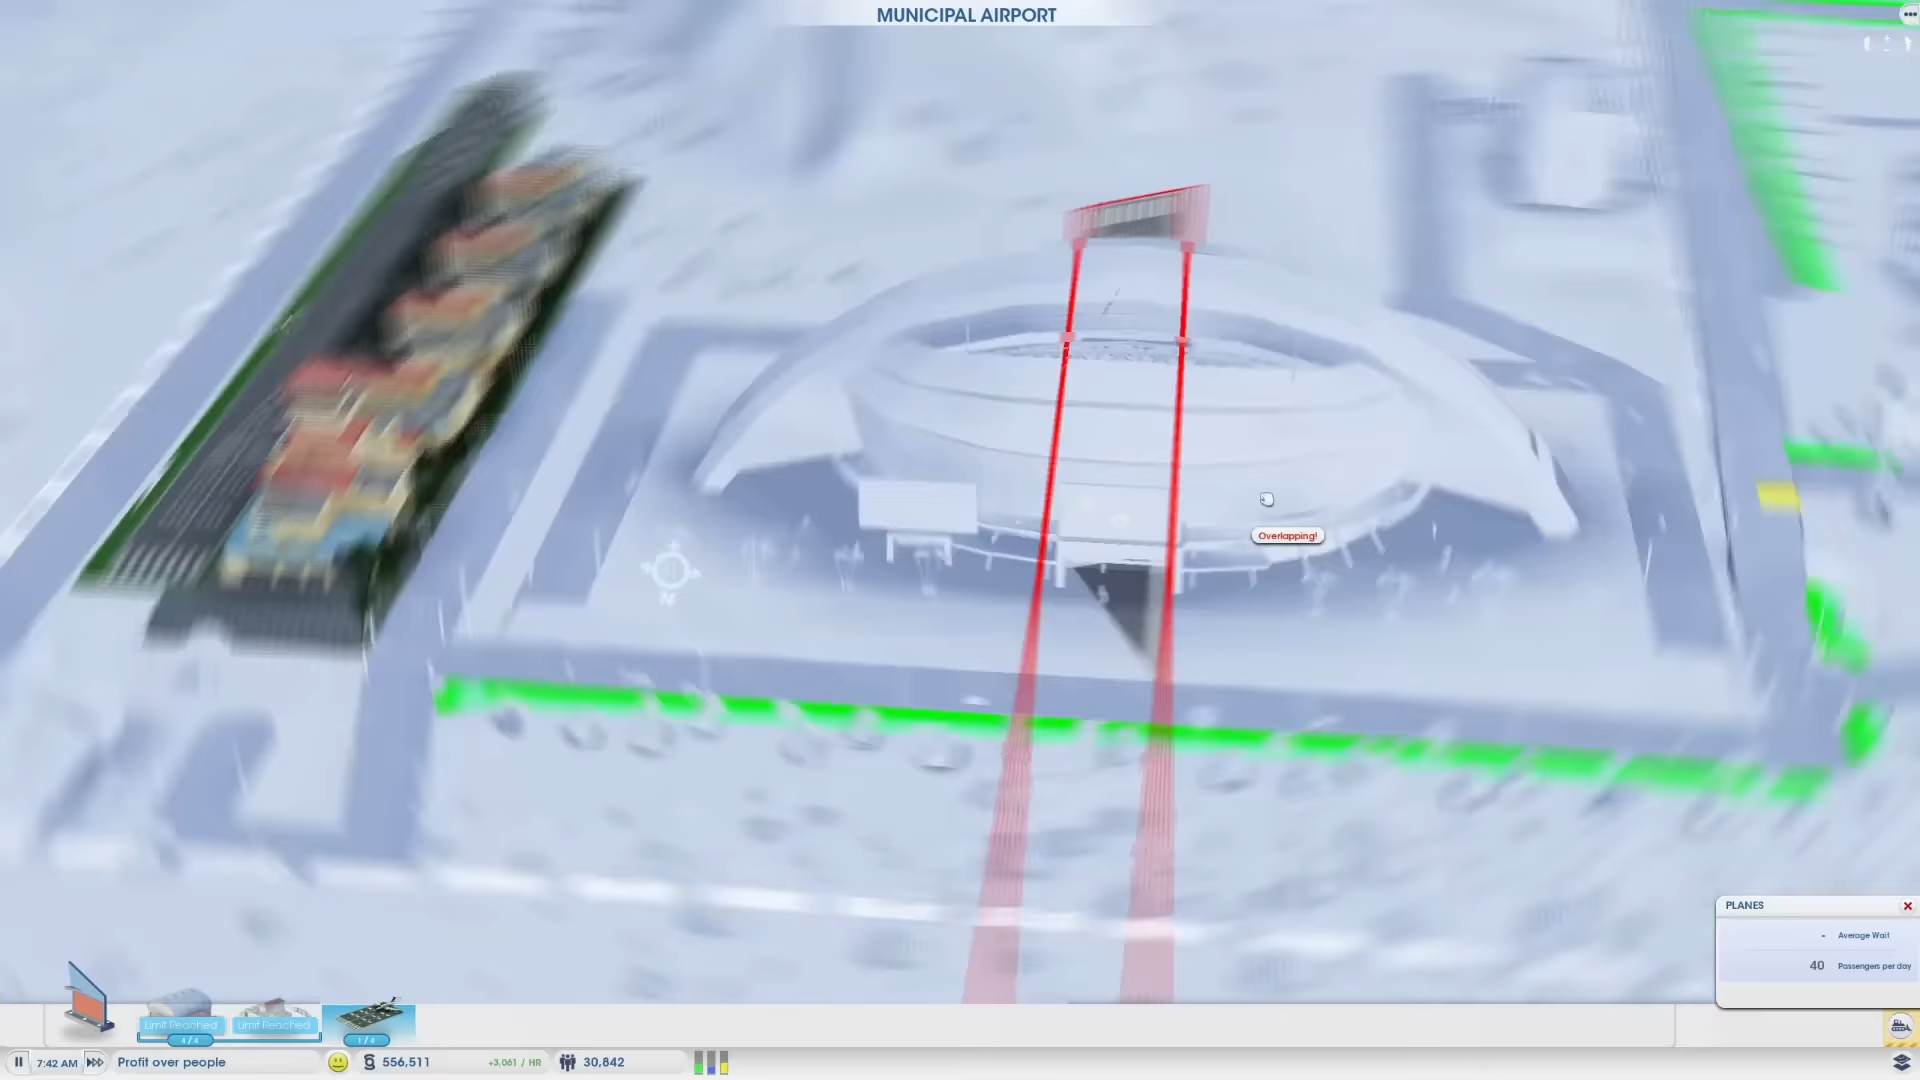 MUNICIPAL AIRPORT
Overlapping!
N
PLANES
- Average Wait
40 Passengers per day
Limit Reached
Limit Reached
4 / 4
1 / 4
7:42 AM
Profit over people
556,511
+3,061 / HR
30,842